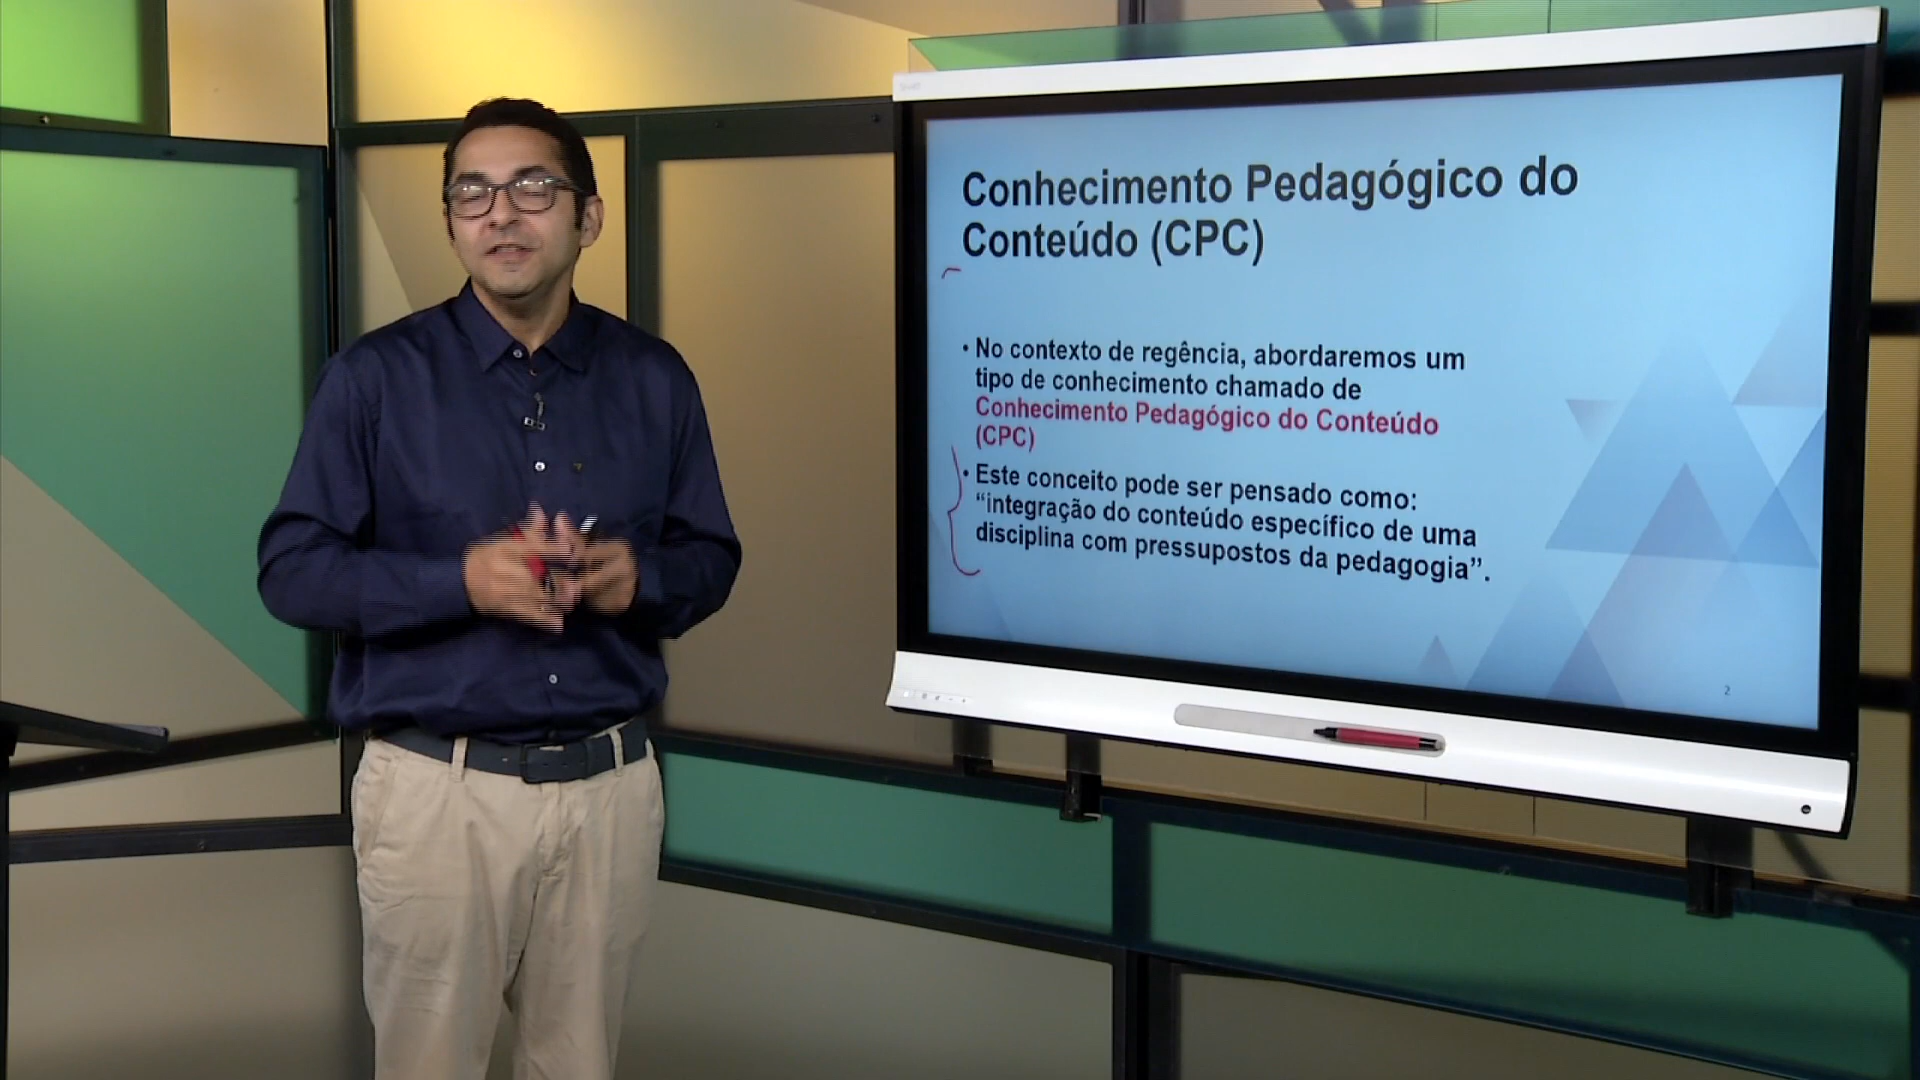 Conhecimento Pedagógico do
Conteúdo (CPC)
• No contexto de regência, abordaremos um
tipo de conhecimento chamado de
Conhecimento Pedagógico do Conteúdo
(CPC)
• Este conceito pode ser pensado como:
“integração do conteúdo específico de uma
disciplina com pressupostos da pedagogia”.
2